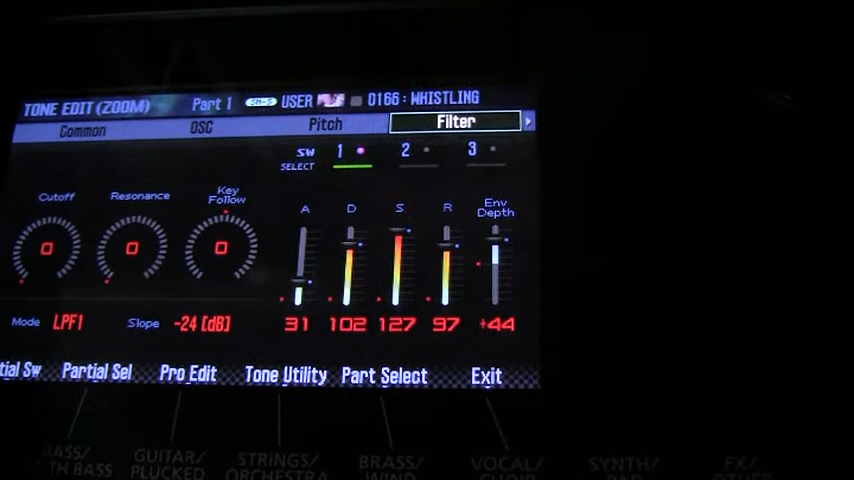 TONE EDIT (ZOOM) Part 1 SN-S USER 0166 : WHISTLING
Common OSC Pitch Filter
SW 1 2 3
SELECT
Cutoff Resonance Key Follow A D S R Env Depth
0 0 0
Mode LPF1 Slope -24 [dB] 31 102 127 97 +44
tial Sw Partial Sel Pro Edit Tone Utility Part Select Exit
BASS/ GUITAR/ STRINGS/ BRASS/ VOCAL/ SYNTH/ FX/
TH BASS PLUCKED ORCHESTRA WIND CHOIR PAD OTHER